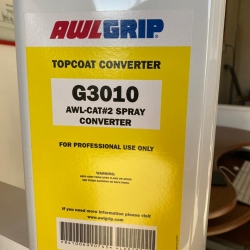 AWLGRIP
TOPCOAT CONVERTER
G3010
AWL-CAT#2 SPRAY
CONVERTER
FOR PROFESSIONAL USE ONLY
WARNING:
If you need more information please visit
www.awlgrip.com